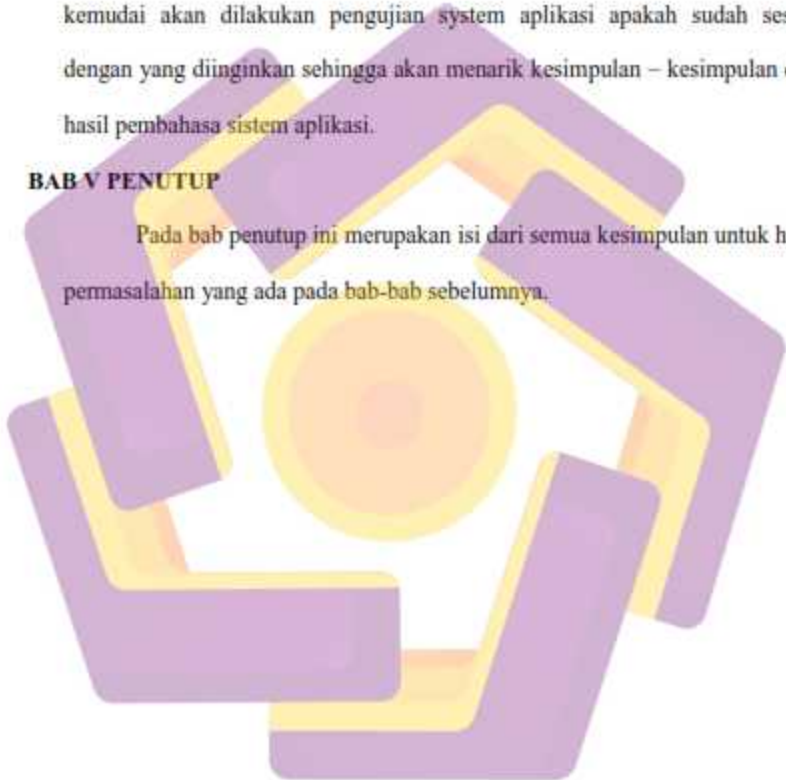 kemudai akan dilakukan pengujian system aplikasi apakah sudah
dengan yang diinginkan sehingga akan menarik kesimpulan – kesimpulan
hasil pembahasa sistem aplikasi.
BAB V PENUTUP
Pada bab penutup ini merupakan isi dari semua kesimpulan untuk
permasalahan yang ada pada bab-bab sebelumnya.